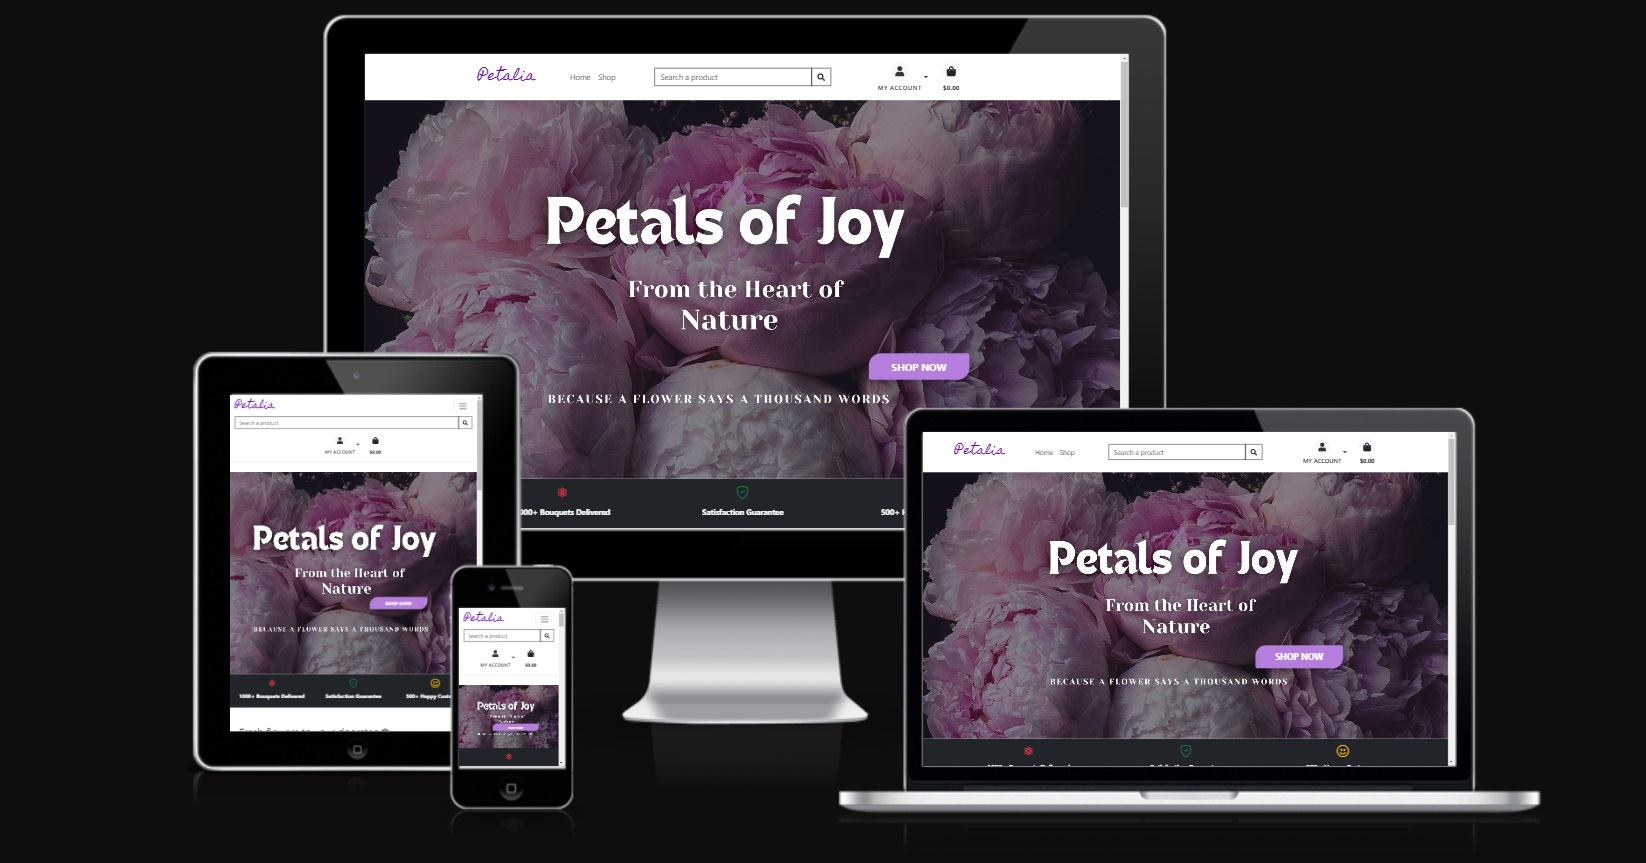 Petalia
Home Shop
Search a product
MY ACCOUNT
$0.00
Petals of Joy
From the Heart of
Nature
SHOP NOW
BECAUSE A FLOWER SAYS A THOUSAND WORDS
000+ Bouquets Delivered
Satisfaction Guarantee
500+
Petalia
Search a product
MY ACCOUNT
$0.00
Petals of Joy
From the Heart of
Nature
SHOP NOW
BECAUSE A FLOWER SAYS A THOUSAND WORDS
1000+ Bouquets Delivered
Satisfaction Guarantee
500+ Happy Custo
Petalia
Search a product
MY ACCOUNT
$0.00
Petals of Joy
Petalia
Home Shop
Search a product
MY ACCOUNT
$0.00
Petals of Joy
From the Heart of
Nature
SHOP NOW
BECAUSE A FLOWER SAYS A THOUSAND WORDS